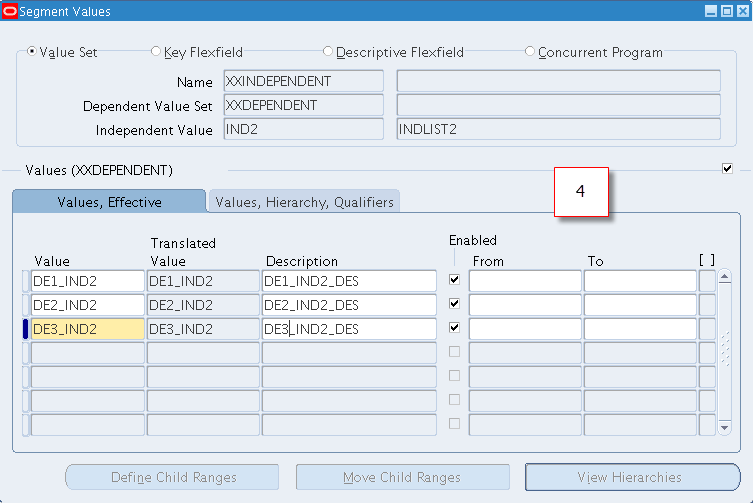 Segment Values
Value Set Key Flexfield Descriptive Flexfield Concurrent Program
Name XXINDEPENDENT
Dependent Value Set XXDEPENDENT
Independent Value IND2 INDLIST2
Values (XXDEPENDENT)
4
Values, Effective Values, Hierarchy, Qualifiers
Translated Enabled
Value Value Description From To [ ]
DE1_IND2 DE1_IND2 DE1_IND2_DES
DE2_IND2 DE2_IND2 DE2_IND2_DES
DE3_IND2 DE3_IND2 DE3_IND2_DES
Define Child Ranges Move Child Ranges View Hierarchies